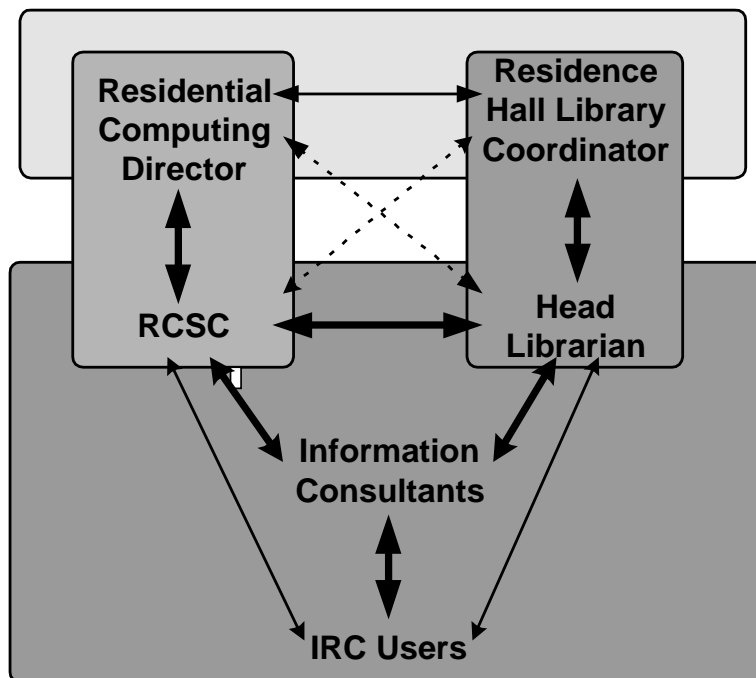 Residential
Computing
Director
Residence
Hall Library
Coordinator
RCSC
Head
Librarian
Information
Consultants
IRC Users